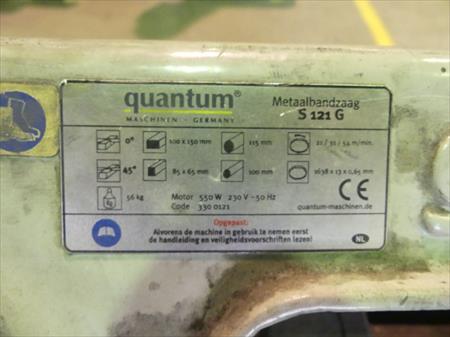 quantum®
MASCHINEN - GERMANY
Metaalbandzaag
S 121 G
0° 100 x 150 mm 115 mm 21 / 31 / 54 m/min.
45° 85 x 65 mm 100 mm 1638 x 13 x 0,65 mm
kg 56 kg Motor 550 W 230 V ~ 50 Hz CE
Code 330 0121 quantum-maschinen.de
Opgepast:
Alvorens de machine in gebruik te nemen eerst
de handleiding en veiligheidsvoorschriften lezen! NL